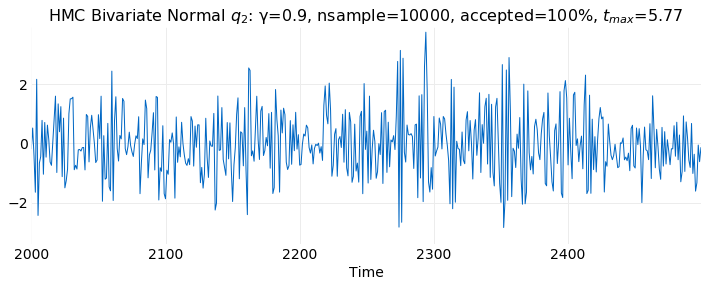 HMC Bivariate Normal q₂: γ=0.9, nsample=10000, accepted=100%, tₘₐₓ=5.77
2
0
−2
2000 2100 2200 2300 2400
Time